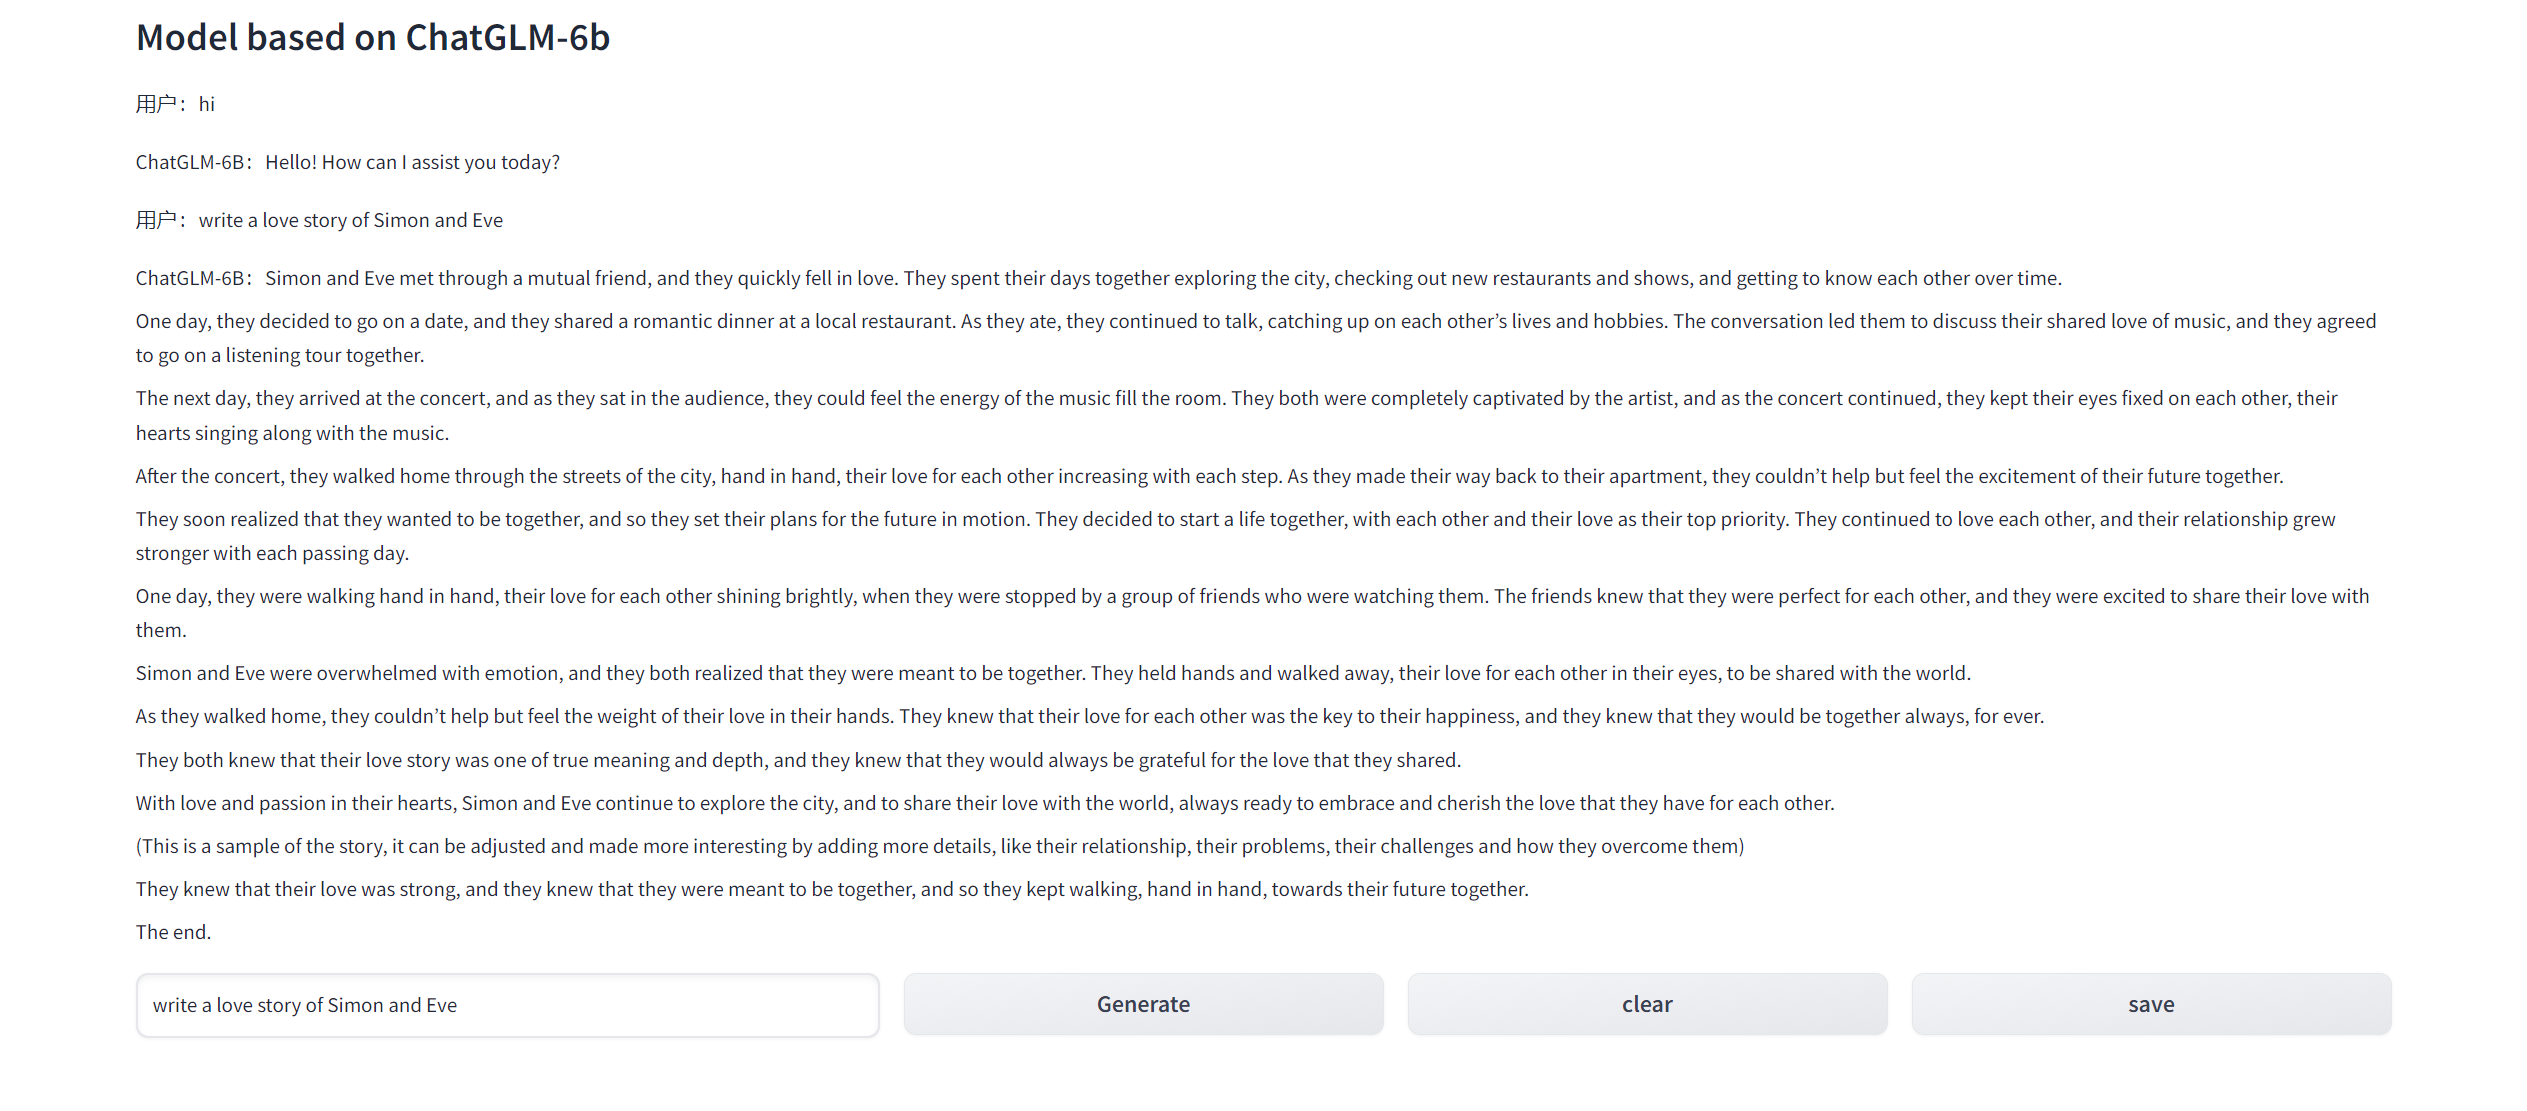 Model based on ChatGLM-6b
用户：hi
ChatGLM-6B：Hello! How can I assist you today?
用户：write a love story of Simon and Eve
ChatGLM-6B：Simon and Eve met through a mutual friend, and they quickly fell in love. They spent their days together exploring the city, checking out new restaurants and shows, and getting to know each other over time.
One day, they decided to go on a date, and they shared a romantic dinner at a local restaurant. As they ate, they continued to talk, catching up on each other’s lives and hobbies. The conversation led them to discuss their shared love of music, and they agreed
to go on a listening tour together.
The next day, they arrived at the concert, and as they sat in the audience, they could feel the energy of the music fill the room. They both were completely captivated by the artist, and as the concert continued, they kept their eyes fixed on each other, their
hearts singing along with the music.
After the concert, they walked home through the streets of the city, hand in hand, their love for each other increasing with each step. As they made their way back to their apartment, they couldn’t help but feel the excitement of their future together.
They soon realized that they wanted to be together, and so they set their plans for the future in motion. They decided to start a life together, with each other and their love as their top priority. They continued to love each other, and their relationship grew
stronger with each passing day.
One day, they were walking hand in hand, their love for each other shining brightly, when they were stopped by a group of friends who were watching them. The friends knew that they were perfect for each other, and they were excited to share their love with
them.
Simon and Eve were overwhelmed with emotion, and they both realized that they were meant to be together. They held hands and walked away, their love for each other in their eyes, to be shared with the world.
As they walked home, they couldn’t help but feel the weight of their love in their hands. They knew that their love for each other was the key to their happiness, and they knew that they would be together always, for ever.
They both knew that their love story was one of true meaning and depth, and they knew that they would always be grateful for the love that they shared.
With love and passion in their hearts, Simon and Eve continue to explore the city, and to share their love with the world, always ready to embrace and cherish the love that they have for each other.
(This is a sample of the story, it can be adjusted and made more interesting by adding more details, like their relationship, their problems, their challenges and how they overcome them)
They knew that their love was strong, and they knew that they were meant to be together, and so they kept walking, hand in hand, towards their future together.
The end.
write a love story of Simon and Eve
Generate
clear
save